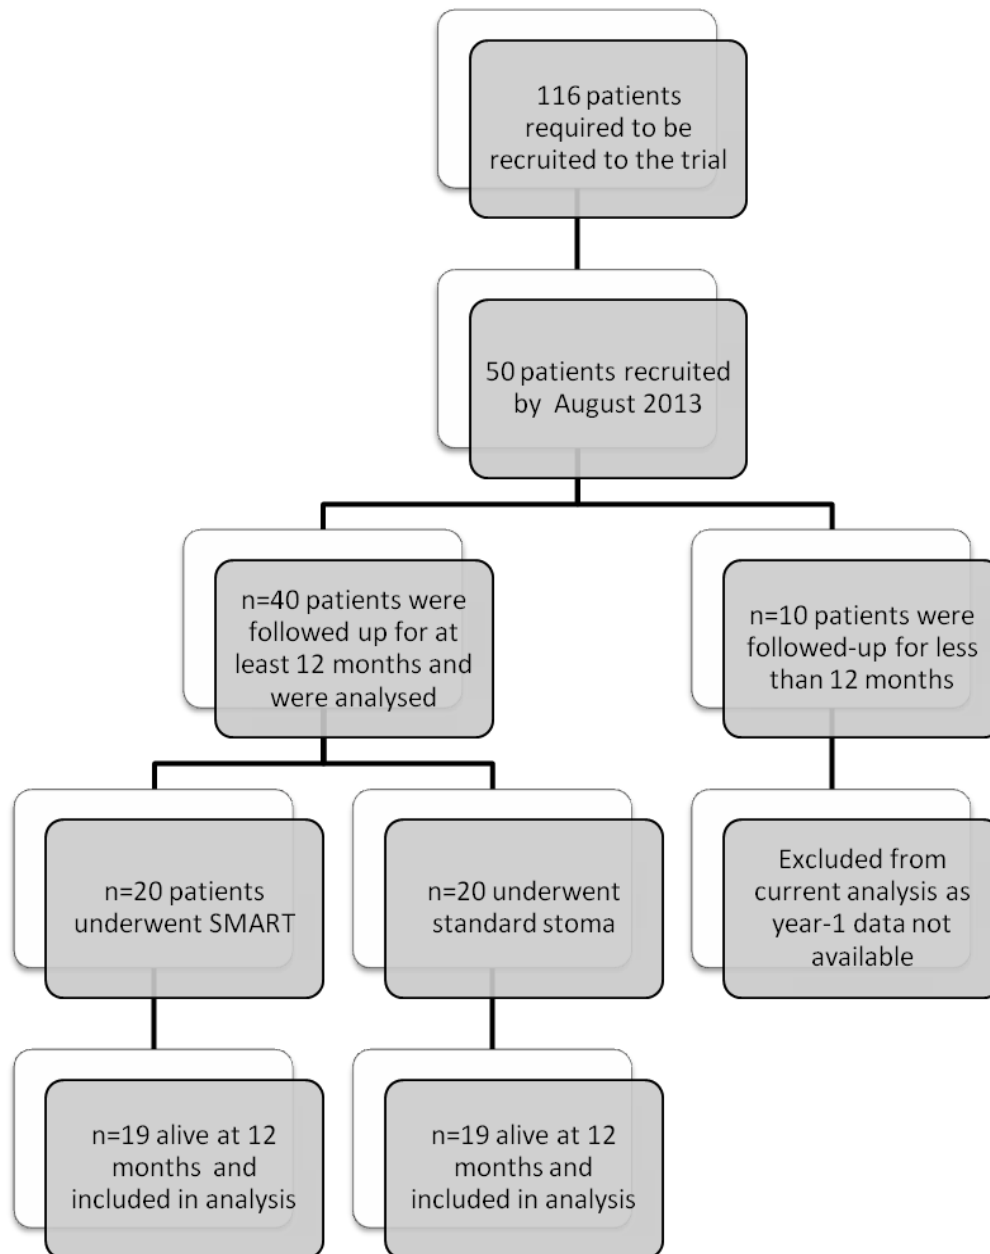 116 patients
required to be
recruited to the trial
50 patients recruited
by August 2013
n=40 patients were
followed up for at
least 12 months and
were analysed
n=10 patients were
followed-up for less
than 12 months
n=20 patients
underwent SMART
n=20 underwent
standard stoma
Excluded from
current analysis as
year-1 data not
available
n=19 alive at 12
months and
included in analysis
n=19 alive at 12
months and
included in analysis